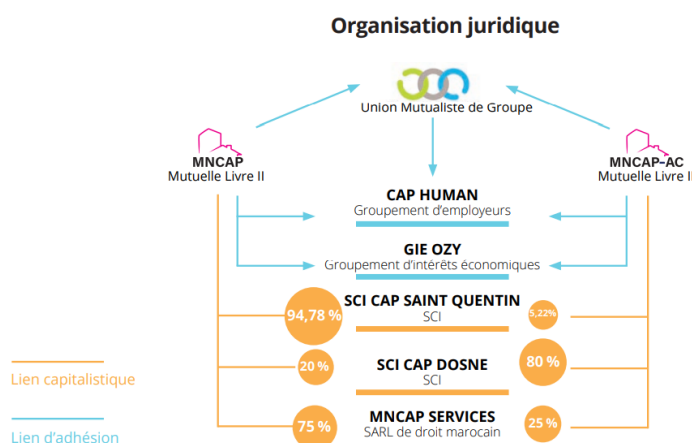 Organisation juridique
Union Mutualiste de Groupe
MNCAP
Mutuelle Livre II
MNCAP-AC
Mutuelle Livre II
CAP HUMAN
Groupement d'employeurs
GIE OZY
Groupement d'intérêts économiques
94,78 %
SCI CAP SAINT QUENTIN
SCI
5,22%
20 %
SCI CAP DOSNE
SCI
80 %
75 %
MNCAP SERVICES
SARL de droit marocain
25 %
Lien capitalistique
Lien d'adhésion